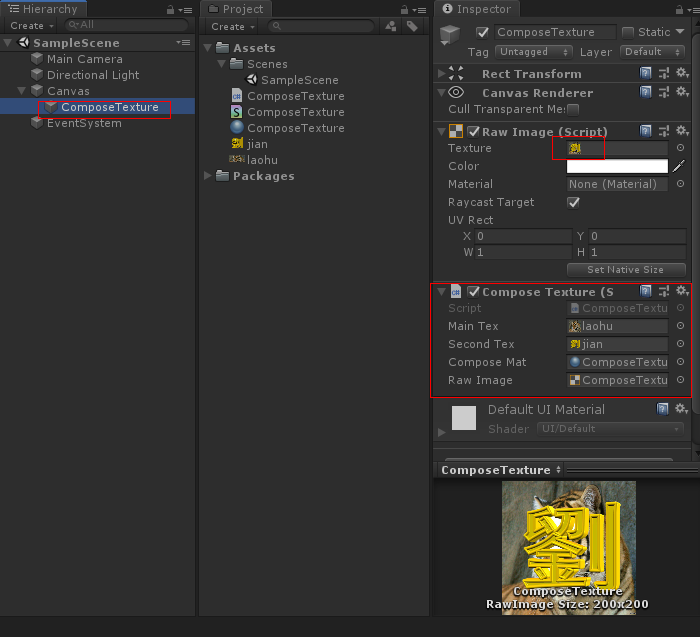 Hierarchy
Create
All
SampleScene
Main Camera
Directional Light
Canvas
ComposeTexture
EventSystem
Project
Create
Assets
Scenes
SampleScene
ComposeTexture
ComposeTexture
ComposeTexture
jian
laohu
Packages
Inspector
ComposeTexture
Static
Tag Untagged Layer Default
Rect Transform
Canvas Renderer
Cull Transparent Mes
Raw Image (Script)
Texture
Color
Material None (Material)
Raycast Target
UV Rect
X 0 Y 0
W 1 H 1
Set Native Size
Compose Texture (S
Script ComposeTextu
Main Tex laohu
Second Tex jian
Compose Mat ComposeTextu
Raw Image ComposeTextu
Default UI Material
Shader UI/Default
ComposeTexture
劉
ComposeTexture
RawImage Size: 200x200